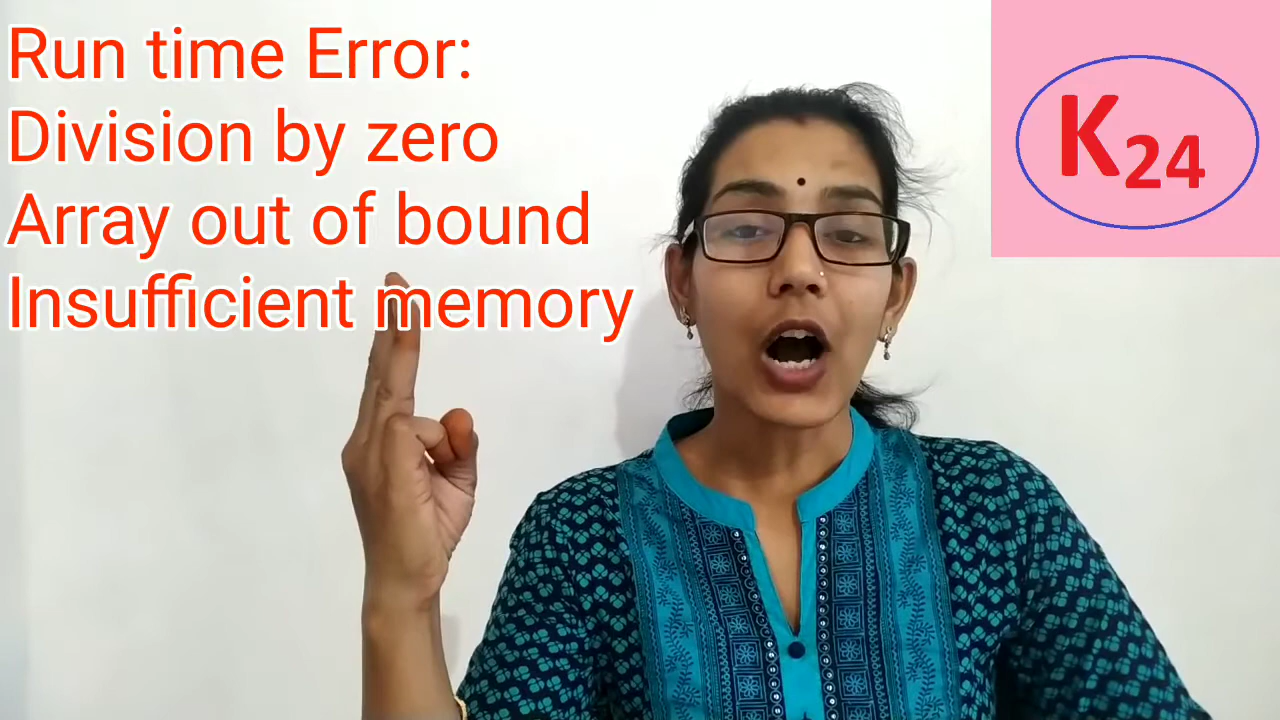 Run time Error:
Division by zero
Array out of bound
Insufficient memory
K24